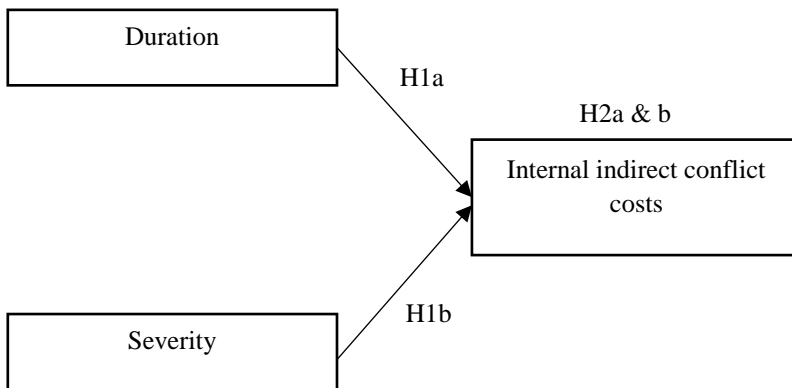 Duration
H1a
H2a & b
Internal indirect conflict
costs
H1b
Severity